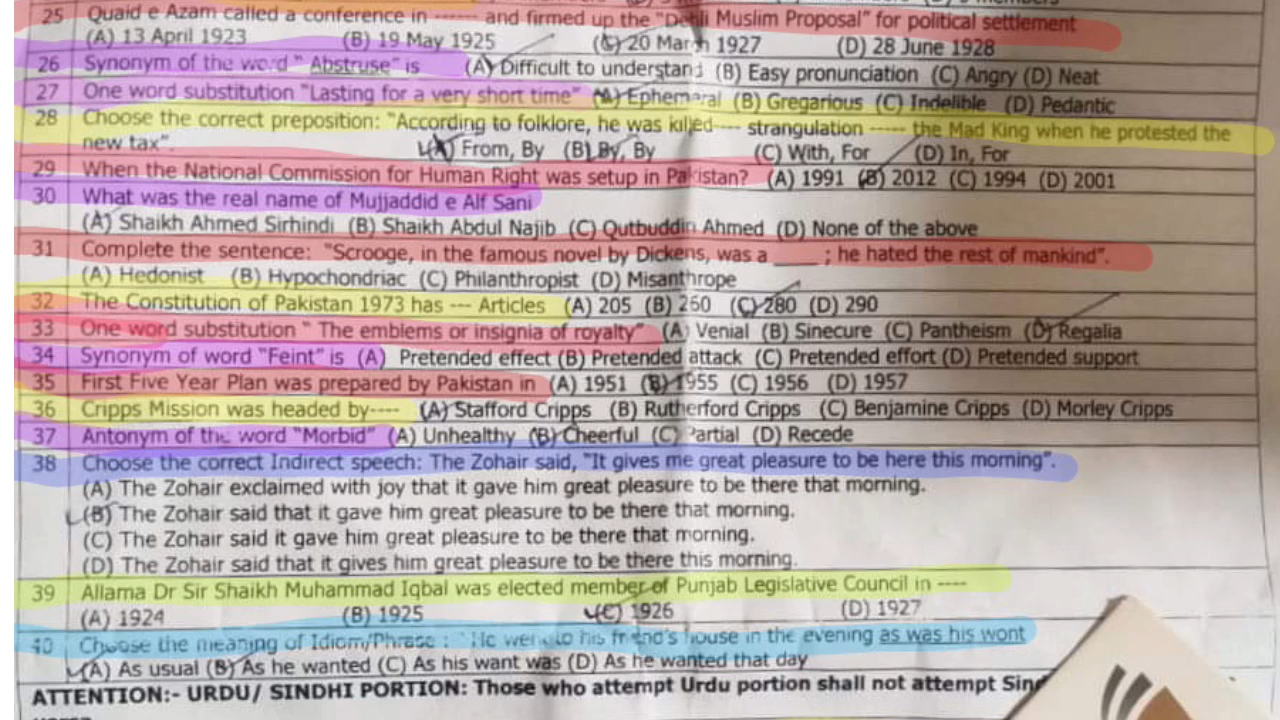 25 Quaid e Azam called a conference in ------ and firmed up the "Dehli Muslim Proposal" for political settlement
(A) 13 April 1923 (B) 19 May 1925 (C) 20 March 1927 (D) 28 June 1928
26 Synonym of the word " Abstruse" is (A) Difficult to understand (B) Easy pronunciation (C) Angry (D) Neat
27 One word substitution "Lasting for a very short time" (A) Ephemeral (B) Gregarious (C) Indelible (D) Pedantic
28 Choose the correct preposition: "According to folklore, he was killed---- strangulation ----- the Mad King when he protested the
new tax". (A) From, By (B) By, By (C) With, For (D) In, For
29 When the National Commission for Human Right was setup in Pakistan? (A) 1991 (B) 2012 (C) 1994 (D) 2001
30 What was the real name of Mujjaddid e Alf Sani
(A) Shaikh Ahmed Sirhindi (B) Shaikh Abdul Najib (C) Qutbuddin Ahmed (D) None of the above
31 Complete the sentence: "Scrooge, in the famous novel by Dickens, was a ____ ; he hated the rest of mankind".
(A) Hedonist (B) Hypochondriac (C) Philanthropist (D) Misanthrope
32 The Constitution of Pakistan 1973 has --- Articles (A) 205 (B) 260 (C) 280 (D) 290
33 One word substitution " The emblems or insignia of royalty" (A) Venial (B) Sinecure (C) Pantheism (D) Regalia
34 Synonym of word "Feint" is (A) Pretended effect (B) Pretended attack (C) Pretended effort (D) Pretended support
35 First Five Year Plan was prepared by Pakistan in (A) 1951 (B) 1955 (C) 1956 (D) 1957
36 Cripps Mission was headed by---- (A) Stafford Cripps (B) Rutherford Cripps (C) Benjamine Cripps (D) Morley Cripps
37 Antonym of the word "Morbid" (A) Unhealthy (B) Cheerful (C) Partial (D) Recede
38 Choose the correct Indirect speech: The Zohair said, "It gives me great pleasure to be here this morning".
(A) The Zohair exclaimed with joy that it gave him great pleasure to be there that morning.
(B) The Zohair said that it gave him great pleasure to be there that morning.
(C) The Zohair said it gave him great pleasure to be there that morning.
(D) The Zohair said that it gives him great pleasure to be there this morning.
39 Allama Dr Sir Shaikh Muhammad Iqbal was elected member of Punjab Legislative Council in ----
(A) 1924 (B) 1925 (C) 1926 (D) 1927
40 Choose the meaning of Idiom/Phrase : " He went to his friend's house in the evening as was his wont
(A) As usual (B) As he wanted (C) As his want was (D) As he wanted that day
ATTENTION:- URDU/ SINDHI PORTION: Those who attempt Urdu portion shall not attempt